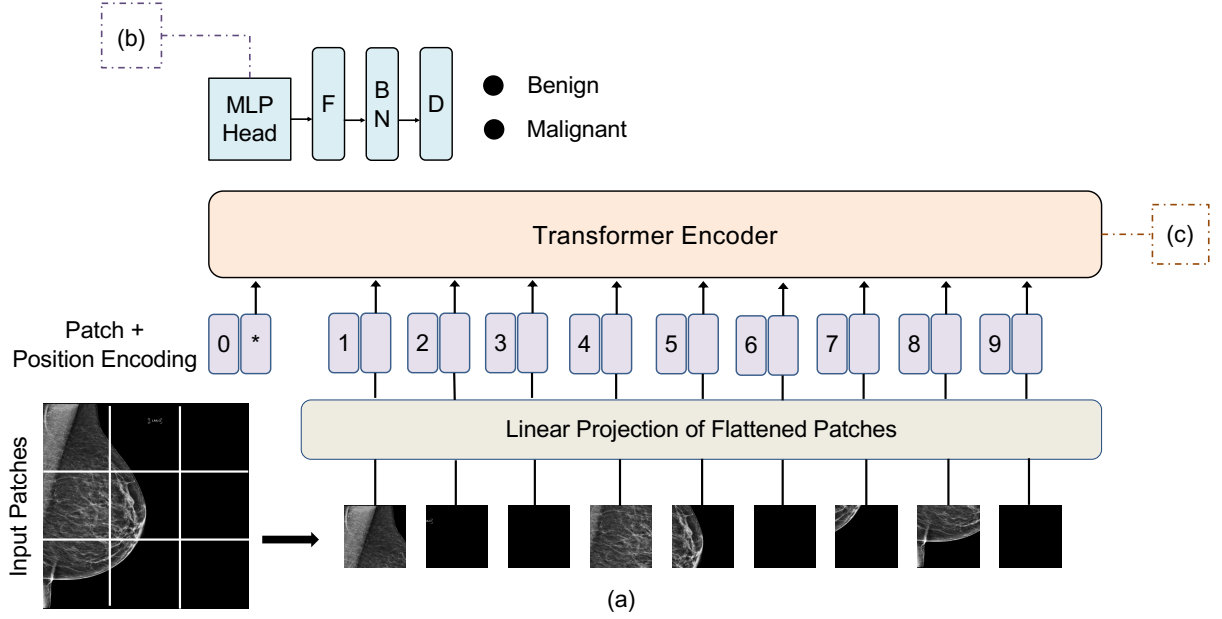 (b)
MLP
Head
F
B
N
D
Benign
Malignant
Transformer Encoder
(c)
Patch +
Position Encoding
0 * 1 2 3 4 5 6 7 8 9
Linear Projection of Flattened Patches
Input Patches
(a)